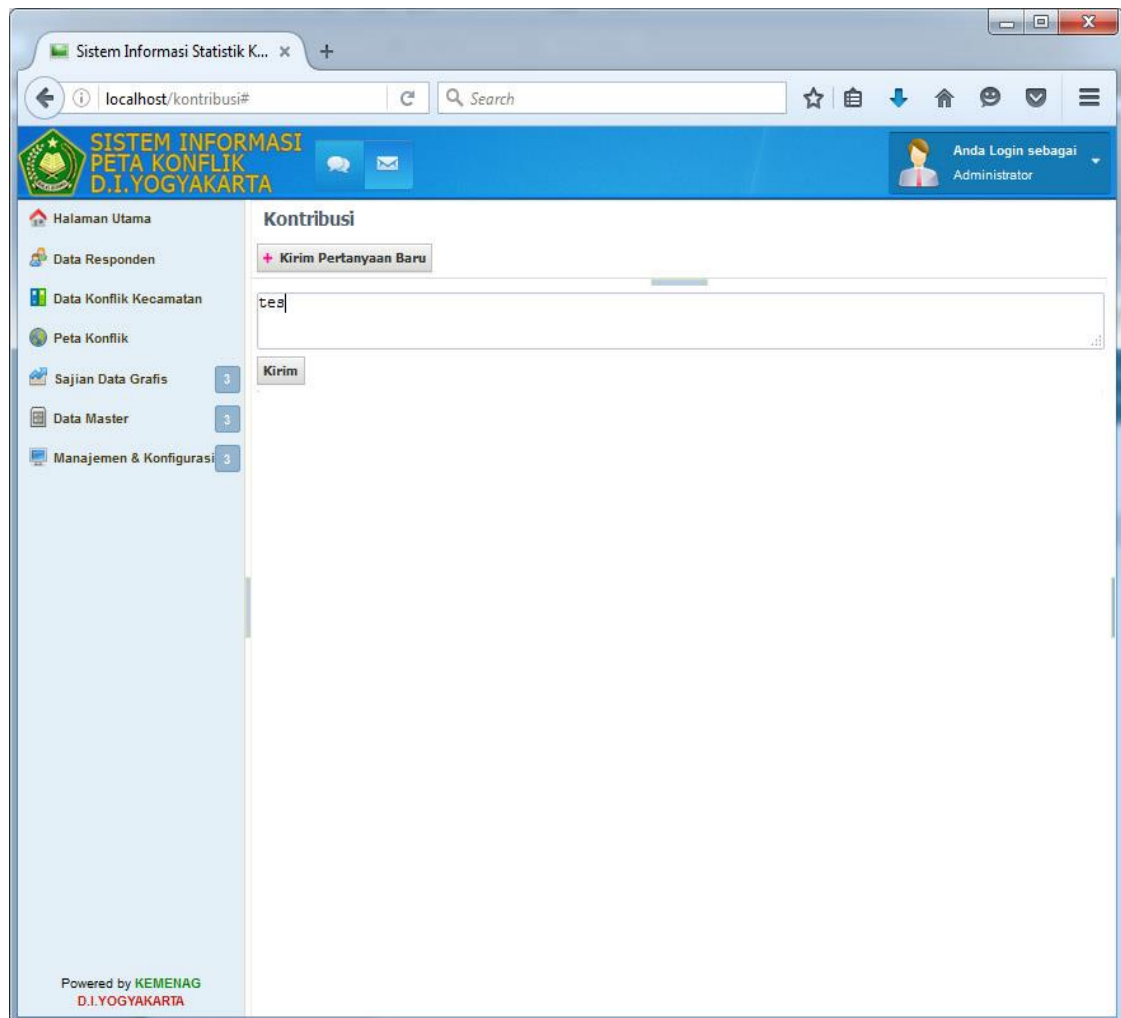 Sistem Informasi Statistik K...
localhost/kontribusi#
Search
SISTEM INFORMASI
PETA KONFLIK
D.I.YOGYAKARTA
Anda Login sebagai
Administrator
Halaman Utama
Data Responden
Data Konflik Kecamatan
Peta Konflik
Sajian Data Grafis 3
Data Master 3
Manajemen & Konfigurasi 3
Kontribusi
+ Kirim Pertanyaan Baru
tes
Kirim
Powered by KEMENAG
D.I.YOGYAKARTA